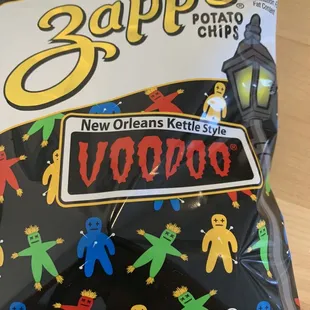 Zapp's
POTATO
CHIPS
New Orleans Kettle Style
VOODOO®